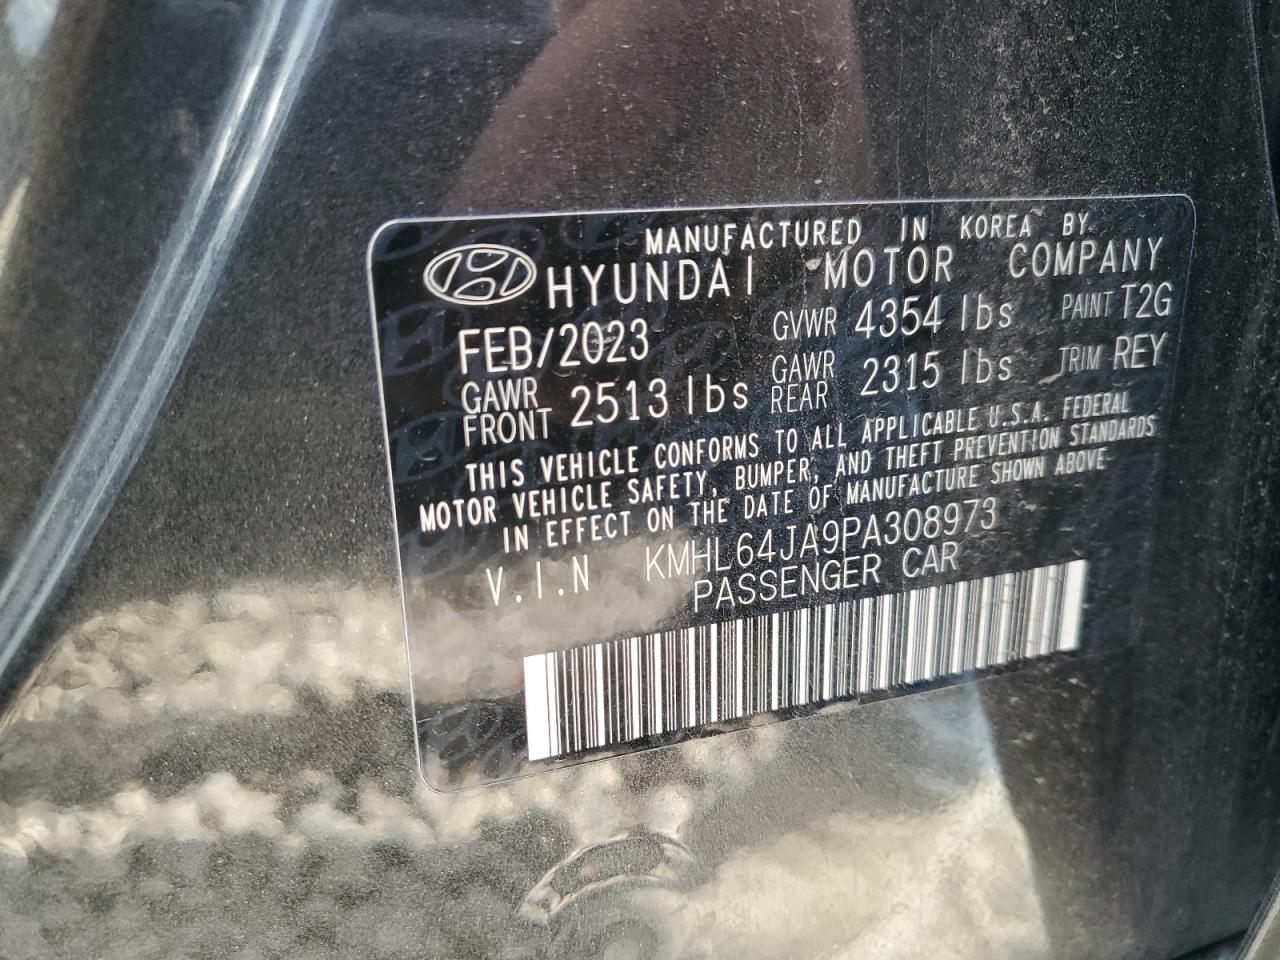 MANUFACTURED IN KOREA BY
HYUNDAI MOTOR COMPANY
FEB/2023 GVWR 4354 lbs PAINT T2G
GAWR FRONT 2513 lbs GAWR REAR 2315 lbs TRIM REY
THIS VEHICLE CONFORMS TO ALL APPLICABLE U.S.A. FEDERAL
MOTOR VEHICLE SAFETY, BUMPER, AND THEFT PREVENTION STANDARDS
IN EFFECT ON THE DATE OF MANUFACTURE SHOWN ABOVE
V.I.N KMHL64JA9PA308973
PASSENGER CAR